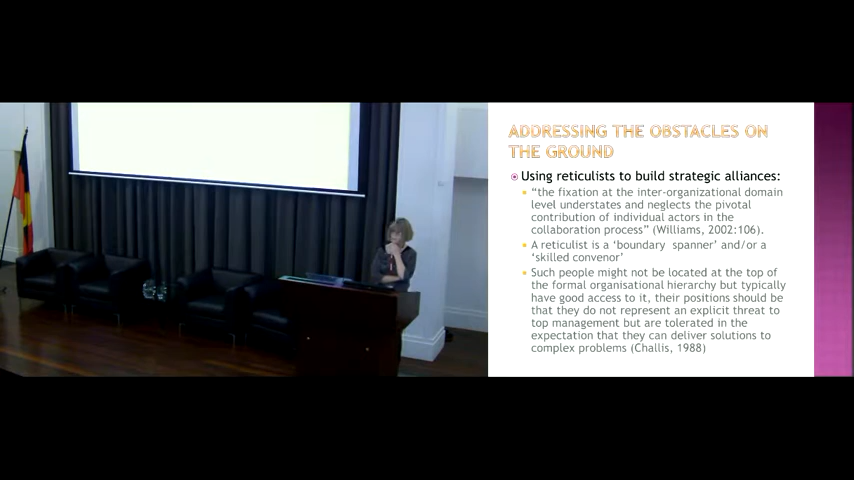 ADDRESSING THE OBSTACLES ON
THE GROUND
Using reticulists to build strategic alliances:
“the fixation at the inter-organizational domain
level understates and neglects the pivotal
contribution of individual actors in the
collaboration process” (Williams, 2002:106).
A reticulist is a ‘boundary spanner’ and/or a
‘skilled convenor’
Such people might not be located at the top of
the formal organisational hierarchy but typically
have good access to it, their positions should be
that they do not represent an explicit threat to
top management but are tolerated in the
expectation that they can deliver solutions to
complex problems (Challis, 1988)